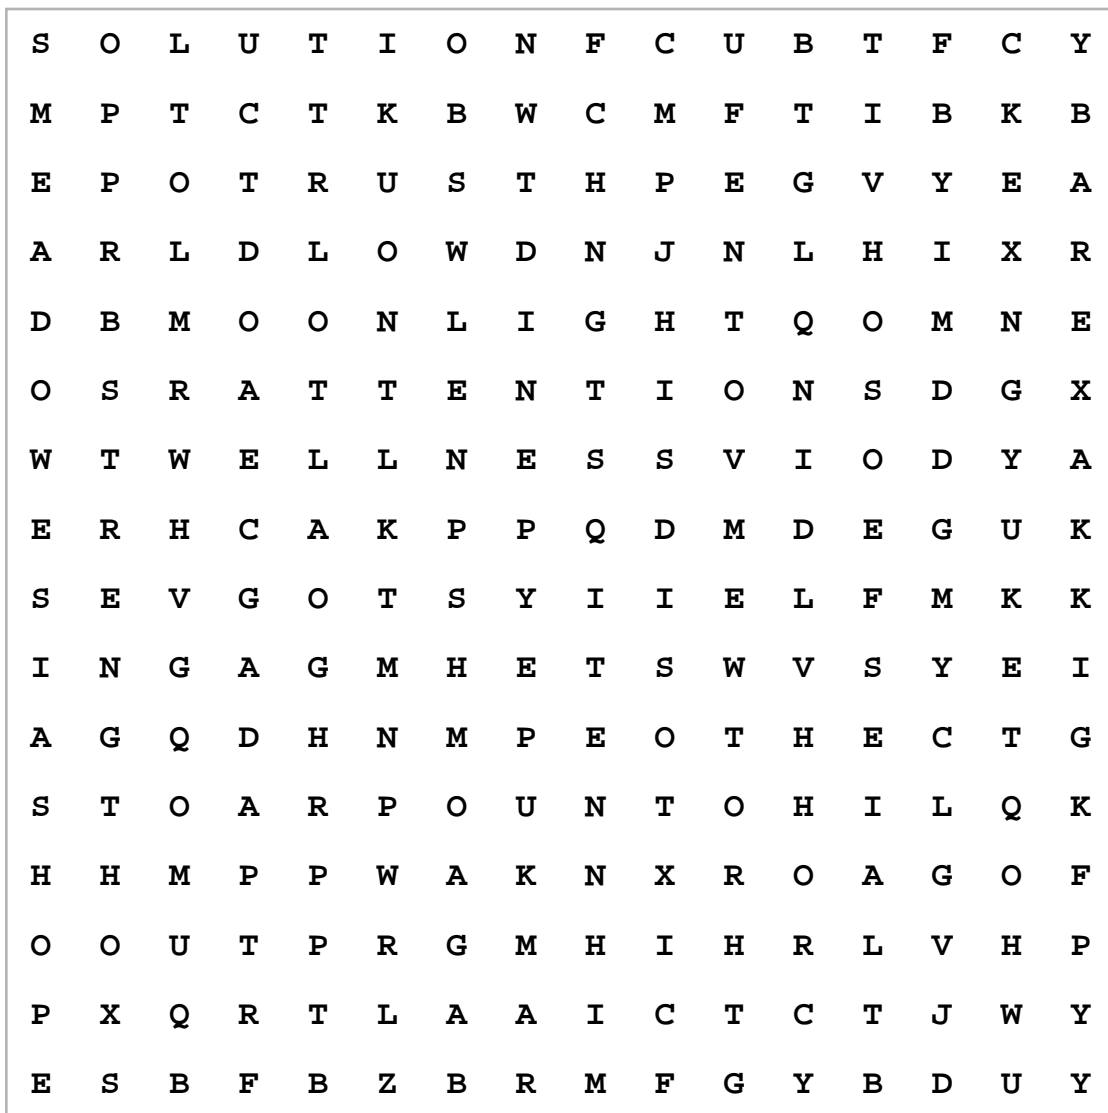 S O L U T I O N F C U B T F C Y
M P T C T K B W C M F T I B K B
E P O T R U S T H P E G V Y E A
A R L D L O W D N J N L H I X R
D B M O O N L I G H T Q O M N E
O S R A T T E N T I O N S D G X
W T W E L L N E S S V I O D Y A
E R H C A K P P Q D M D E G U K
S E V G O T S Y I I E L F M K K
I N G A G M H E T S W V S Y E I
A G Q D H N M P E O T H E C T G
S T O A R P O U N T O H I L Q K
H H M P P W A K N X R O A G O F
O O U T P R G M H I H R L V H P
P X Q R T L A A I C T C T J W Y
E S B F B Z B R M F G Y B D U Y